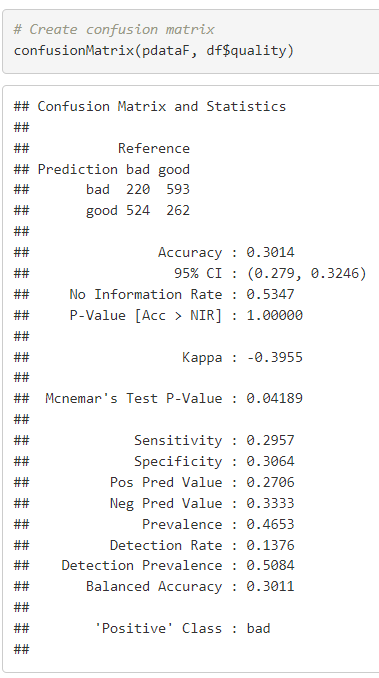 # Create confusion matrix
confusionMatrix(pdataF, df$quality)
## Confusion Matrix and Statistics
##
##           Reference
## Prediction bad good
##       bad  220  593
##       good 524  262
##
##                Accuracy : 0.3014
##                  95% CI : (0.279, 0.3246)
##     No Information Rate : 0.5347
##     P-Value [Acc > NIR] : 1.00000
##
##                   Kappa : -0.3955
##
##  Mcnemar's Test P-Value : 0.04189
##
##             Sensitivity : 0.2957
##             Specificity : 0.3064
##          Pos Pred Value : 0.2706
##          Neg Pred Value : 0.3333
##              Prevalence : 0.4653
##          Detection Rate : 0.1376
##    Detection Prevalence : 0.5084
##       Balanced Accuracy : 0.3011
##
##        'Positive' Class : bad
##